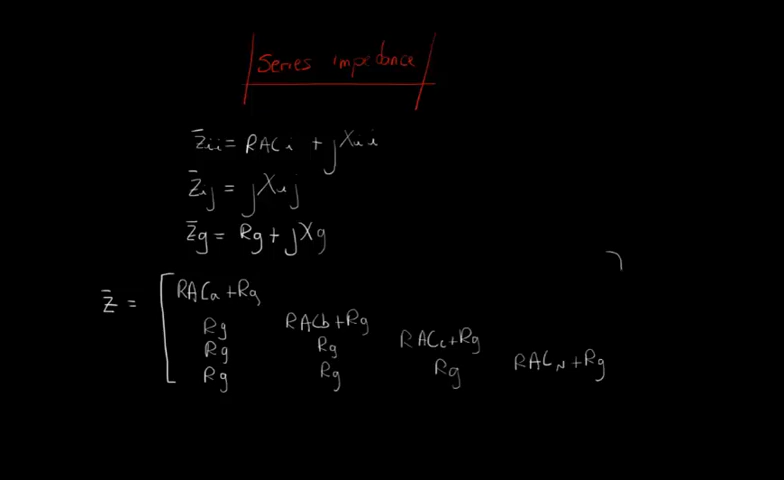 Series impedance
Z̄ii = RACi + jXii
Z̄ij = jXij
Z̄g = Rg + jXg
Z̄ = [ RACa + Rg
Rg RACb + Rg
Rg Rg RACc + Rg
Rg Rg Rg RACN + Rg ]